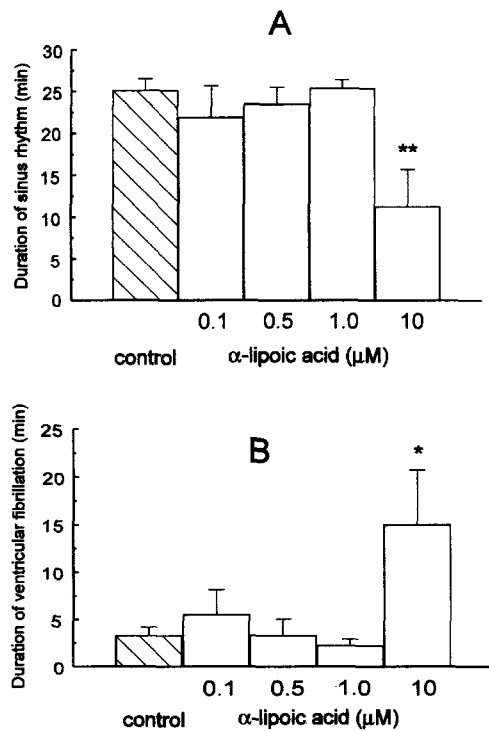 A
Duration of sinus rhythm (min)
30
25
20
15
10
5
0
**
0.1 0.5 1.0 10
control α-lipoic acid (μM)
B
Duration of ventricular fibrillation (min)
25
20
15
10
5
0
*
0.1 0.5 1.0 10
control α-lipoic acid (μM)